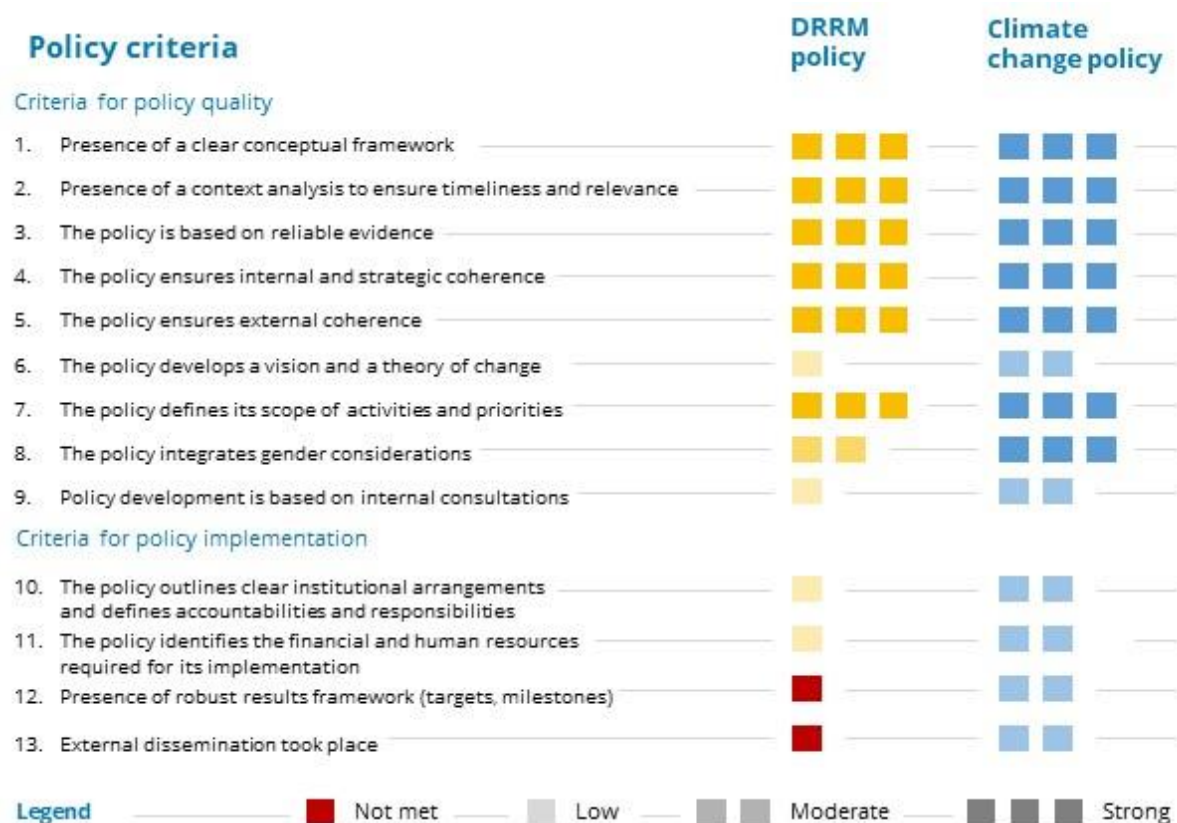 Policy criteria
DRRM policy
Climate change policy
Criteria for policy quality
1. Presence of a clear conceptual framework
2. Presence of a context analysis to ensure timeliness and relevance
3. The policy is based on reliable evidence
4. The policy ensures internal and strategic coherence
5. The policy ensures external coherence
6. The policy develops a vision and a theory of change
7. The policy defines its scope of activities and priorities
8. The policy integrates gender considerations
9. Policy development is based on internal consultations
Criteria for policy implementation
10. The policy outlines clear institutional arrangements
and defines accountabilities and responsibilities
11. The policy identifies the financial and human resources
required for its implementation
12. Presence of robust results framework (targets, milestones)
13. External dissemination took place
Legend Not met Low Moderate Strong